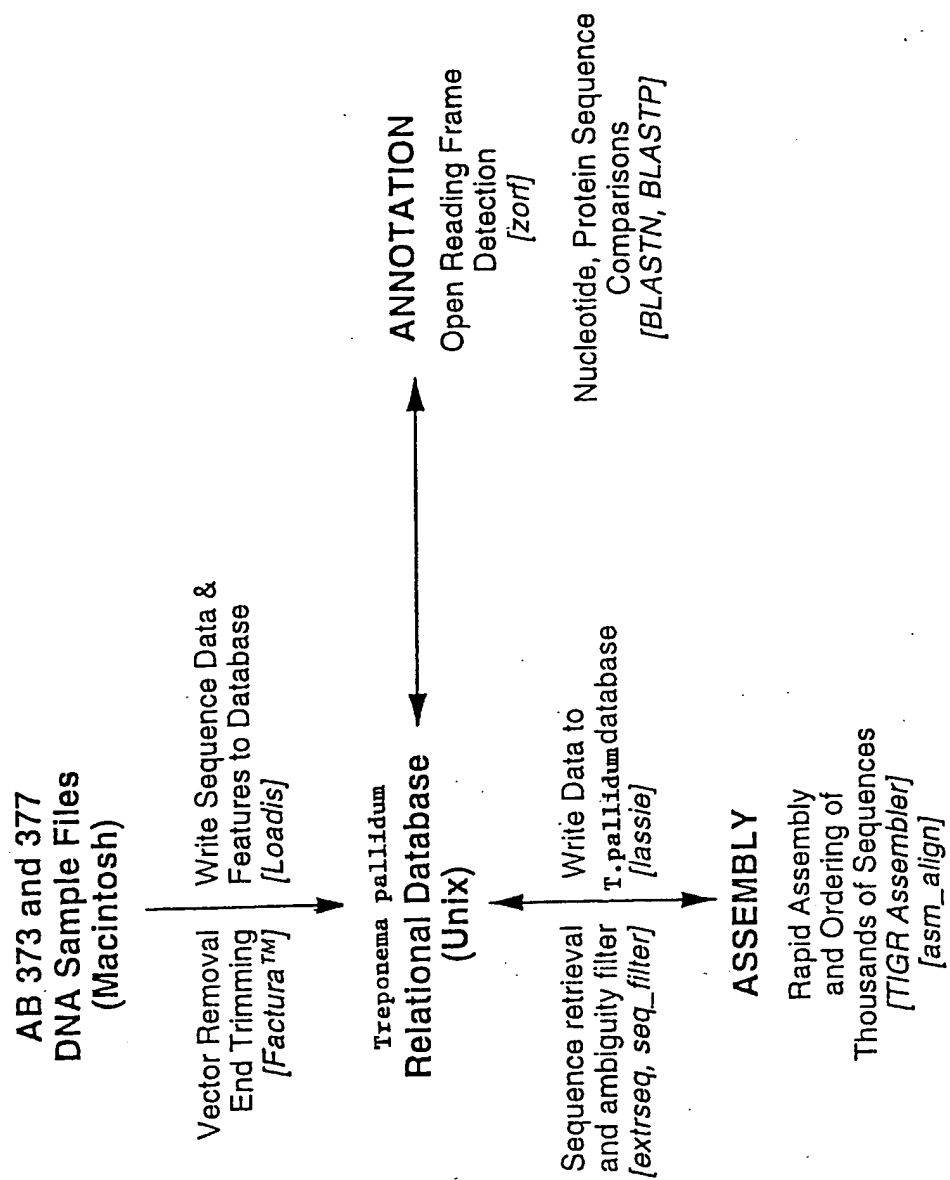 AB 373 and 377
DNA Sample Files
(Macintosh)
Vector Removal
End Trimming
[Factura™]
Write Sequence Data &
Features to Database
[Loadis]
Treponema pallidum
Relational Database
(Unix)
ANNOTATION
Open Reading Frame
Detection
[zorf]
Nucleotide, Protein Sequence
Comparisons
[BLASTN, BLASTP]
Sequence retrieval
and ambiguity filter
[extrseq, seq_filter]
Write Data to
T.pallidum database
[lassie]
ASSEMBLY
Rapid Assembly
and Ordering of
Thousands of Sequences
[TIGR Assembler]
[asm_align]